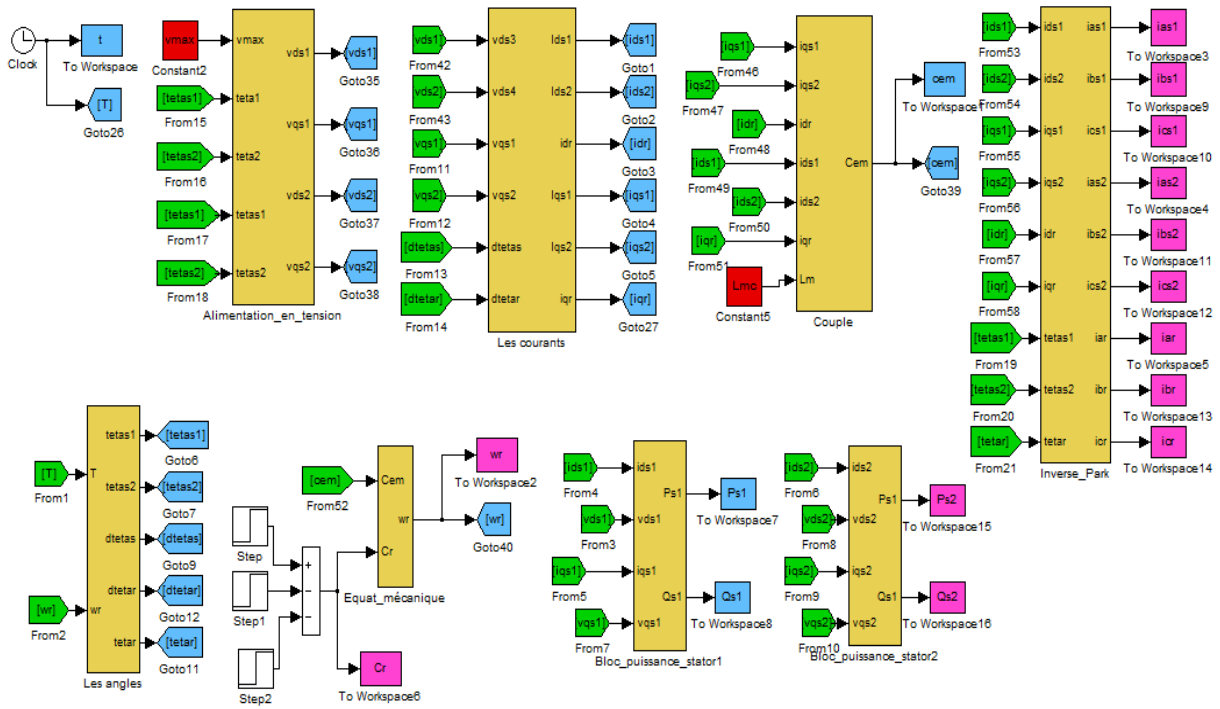 Clock
t
To Workspace
[T]
Goto26
vmax
Constant2
[tetas1]
From15
[tetas2]
From16
[tetas1]
From17
[tetas2]
From18
vmax
teta1
teta2
tetas1
tetas2
vds1
vqs1
vds2
vqs2
Alimentation_en_tension
[vds1]
Goto35
[vqs1]
Goto36
[vds2]
Goto37
[vqs2]
Goto38
[vds1]
From42
[vds2]
From43
[vqs1]
From11
[vqs2]
From12
[dtetas]
From13
[dtetar]
From14
vds3
vds4
vqs1
vqs2
dtetas
dtetar
Ids1
Ids2
idr
Iqs1
Iqs2
iqr
Les courants
[ids1]
Goto1
[ids2]
Goto2
[idr]
Goto3
[iqs1]
Goto4
[iqs2]
Goto5
[iqr]
Goto27
[iqs1]
From46
[iqs2]
From47
[idr]
From48
[ids1]
From49
[ids2]
From50
[iqr]
From51
Lmc
Constant5
iqs1
iqs2
idr
ids1
ids2
iqr
Lm
Cem
Couple
cem
To Workspace1
[cem]
Goto39
[ids1]
From53
[ids2]
From54
[iqs1]
From55
[iqs2]
From56
[idr]
From57
[iqr]
From58
[tetas1]
From19
[tetas2]
From20
[tetar]
From21
ids1
ids2
iqs1
iqs2
idr
iqr
tetas1
tetas2
tetar
ias1
ibs1
ics1
ias2
ibs2
ics2
iar
ibr
icr
Inverse_Park
ias1
To Workspace3
ibs1
To Workspace9
ics1
To Workspace10
ias2
To Workspace4
ibs2
To Workspace11
ics2
To Workspace12
iar
To Workspace5
ibr
To Workspace13
icr
To Workspace14
[T]
From1
[wr]
From2
T
wr
tetas1
tetas2
dtetas
dtetar
tetar
Les angles
[tetas1]
Goto6
[tetas2]
Goto7
[dtetas]
Goto9
[dtetar]
Goto12
[tetar]
Goto11
[cem]
From52
Step
Step1
Step2
+
−
−
Cem
Cr
wr
Equat_mécanique
wr
To Workspace2
[wr]
Goto40
Cr
To Workspace6
[ids1]
From4
[vds1]
From3
[iqs1]
From5
[vqs1]
From7
ids1
vds1
iqs1
vqs1
Ps1
Qs1
Bloc_puissance_stator1
Ps1
To Workspace7
Qs1
To Workspace8
[ids2]
From6
[vds2]
From8
[iqs2]
From9
[vqs2]
From10
ids2
vds2
iqs2
vqs2
Ps1
Qs1
Bloc_puissance_stator2
Ps2
To Workspace15
Qs2
To Workspace16